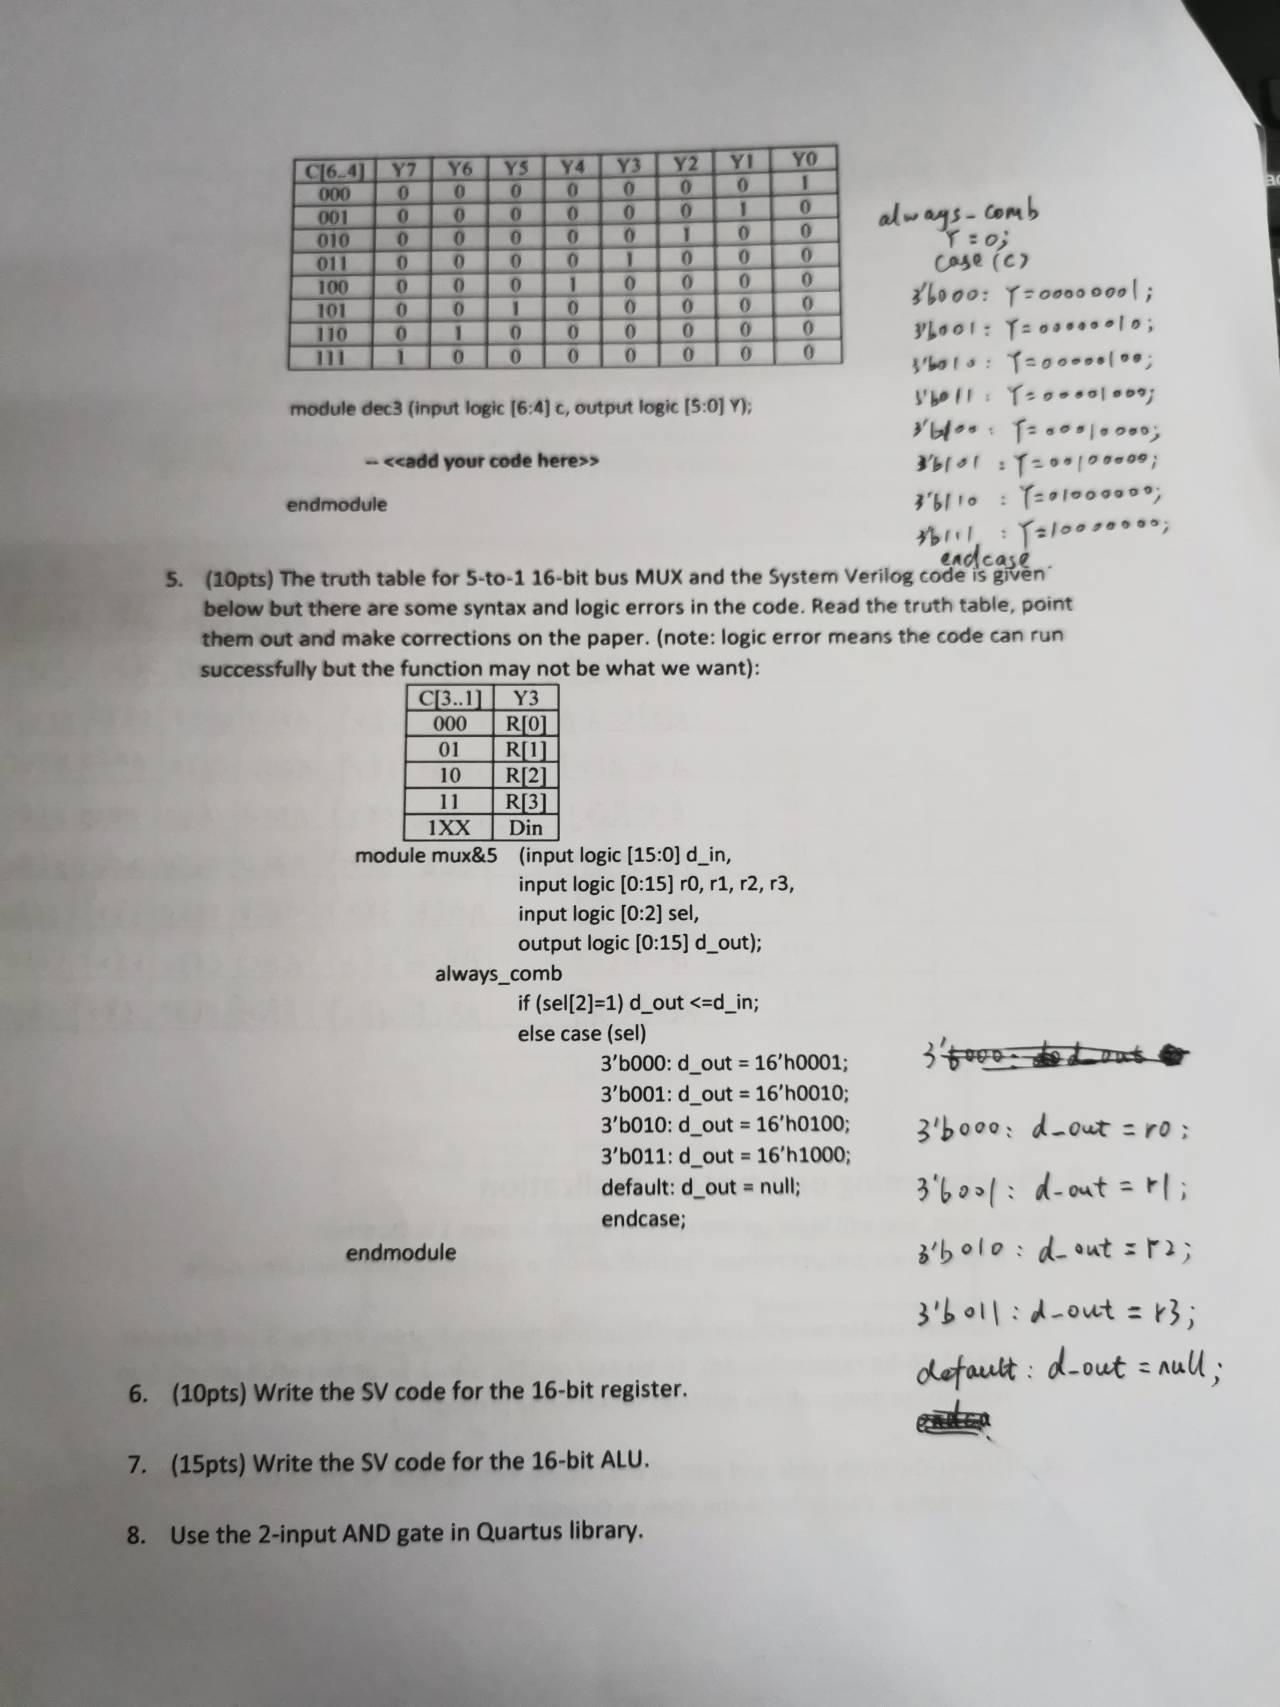 C[6..4] Y7 Y6 Y5 Y4 Y3 Y2 Y1 Y0
000 0 0 0 0 0 0 0 1
001 0 0 0 0 0 0 1 0
010 0 0 0 0 0 1 0 0
011 0 0 0 0 1 0 0 0
100 0 0 0 1 0 0 0 0
101 0 0 1 0 0 0 0 0
110 0 1 0 0 0 0 0 0
111 1 0 0 0 0 0 0 0
always_comb
Y = 0;
case (c)
3'b000: Y=00000001;
3'b001: Y=00000010;
3'b010: Y=00000100;
3'b011: Y=00001000;
3'b100: Y=00010000;
3'b101: Y=00100000;
3'b110: Y=01000000;
3'b111: Y=10000000;
endcase
module dec3 (input logic [6:4] c, output logic [5:0] Y);
-- <<add your code here>>
endmodule
5. (10pts) The truth table for 5-to-1 16-bit bus MUX and the System Verilog code is given
below but there are some syntax and logic errors in the code. Read the truth table, point
them out and make corrections on the paper. (note: logic error means the code can run
successfully but the function may not be what we want):
C[3..1] Y3
000 R[0]
01 R[1]
10 R[2]
11 R[3]
1XX Din
module mux&5 (input logic [15:0] d_in,
input logic [0:15] r0, r1, r2, r3,
input logic [0:2] sel,
output logic [0:15] d_out);
always_comb
if (sel[2]=1) d_out <=d_in;
else case (sel)
3'b000: d_out = 16'h0001;
3'b001: d_out = 16'h0010;
3'b010: d_out = 16'h0100;
3'b011: d_out = 16'h1000;
default: d_out = null;
endcase;
endmodule
3'b000: d_out = r0;
3'b001: d_out = r1;
3'b010: d_out = r2;
3'b011: d_out = r3;
default: d_out = null;
6. (10pts) Write the SV code for the 16-bit register.
7. (15pts) Write the SV code for the 16-bit ALU.
8. Use the 2-input AND gate in Quartus library.